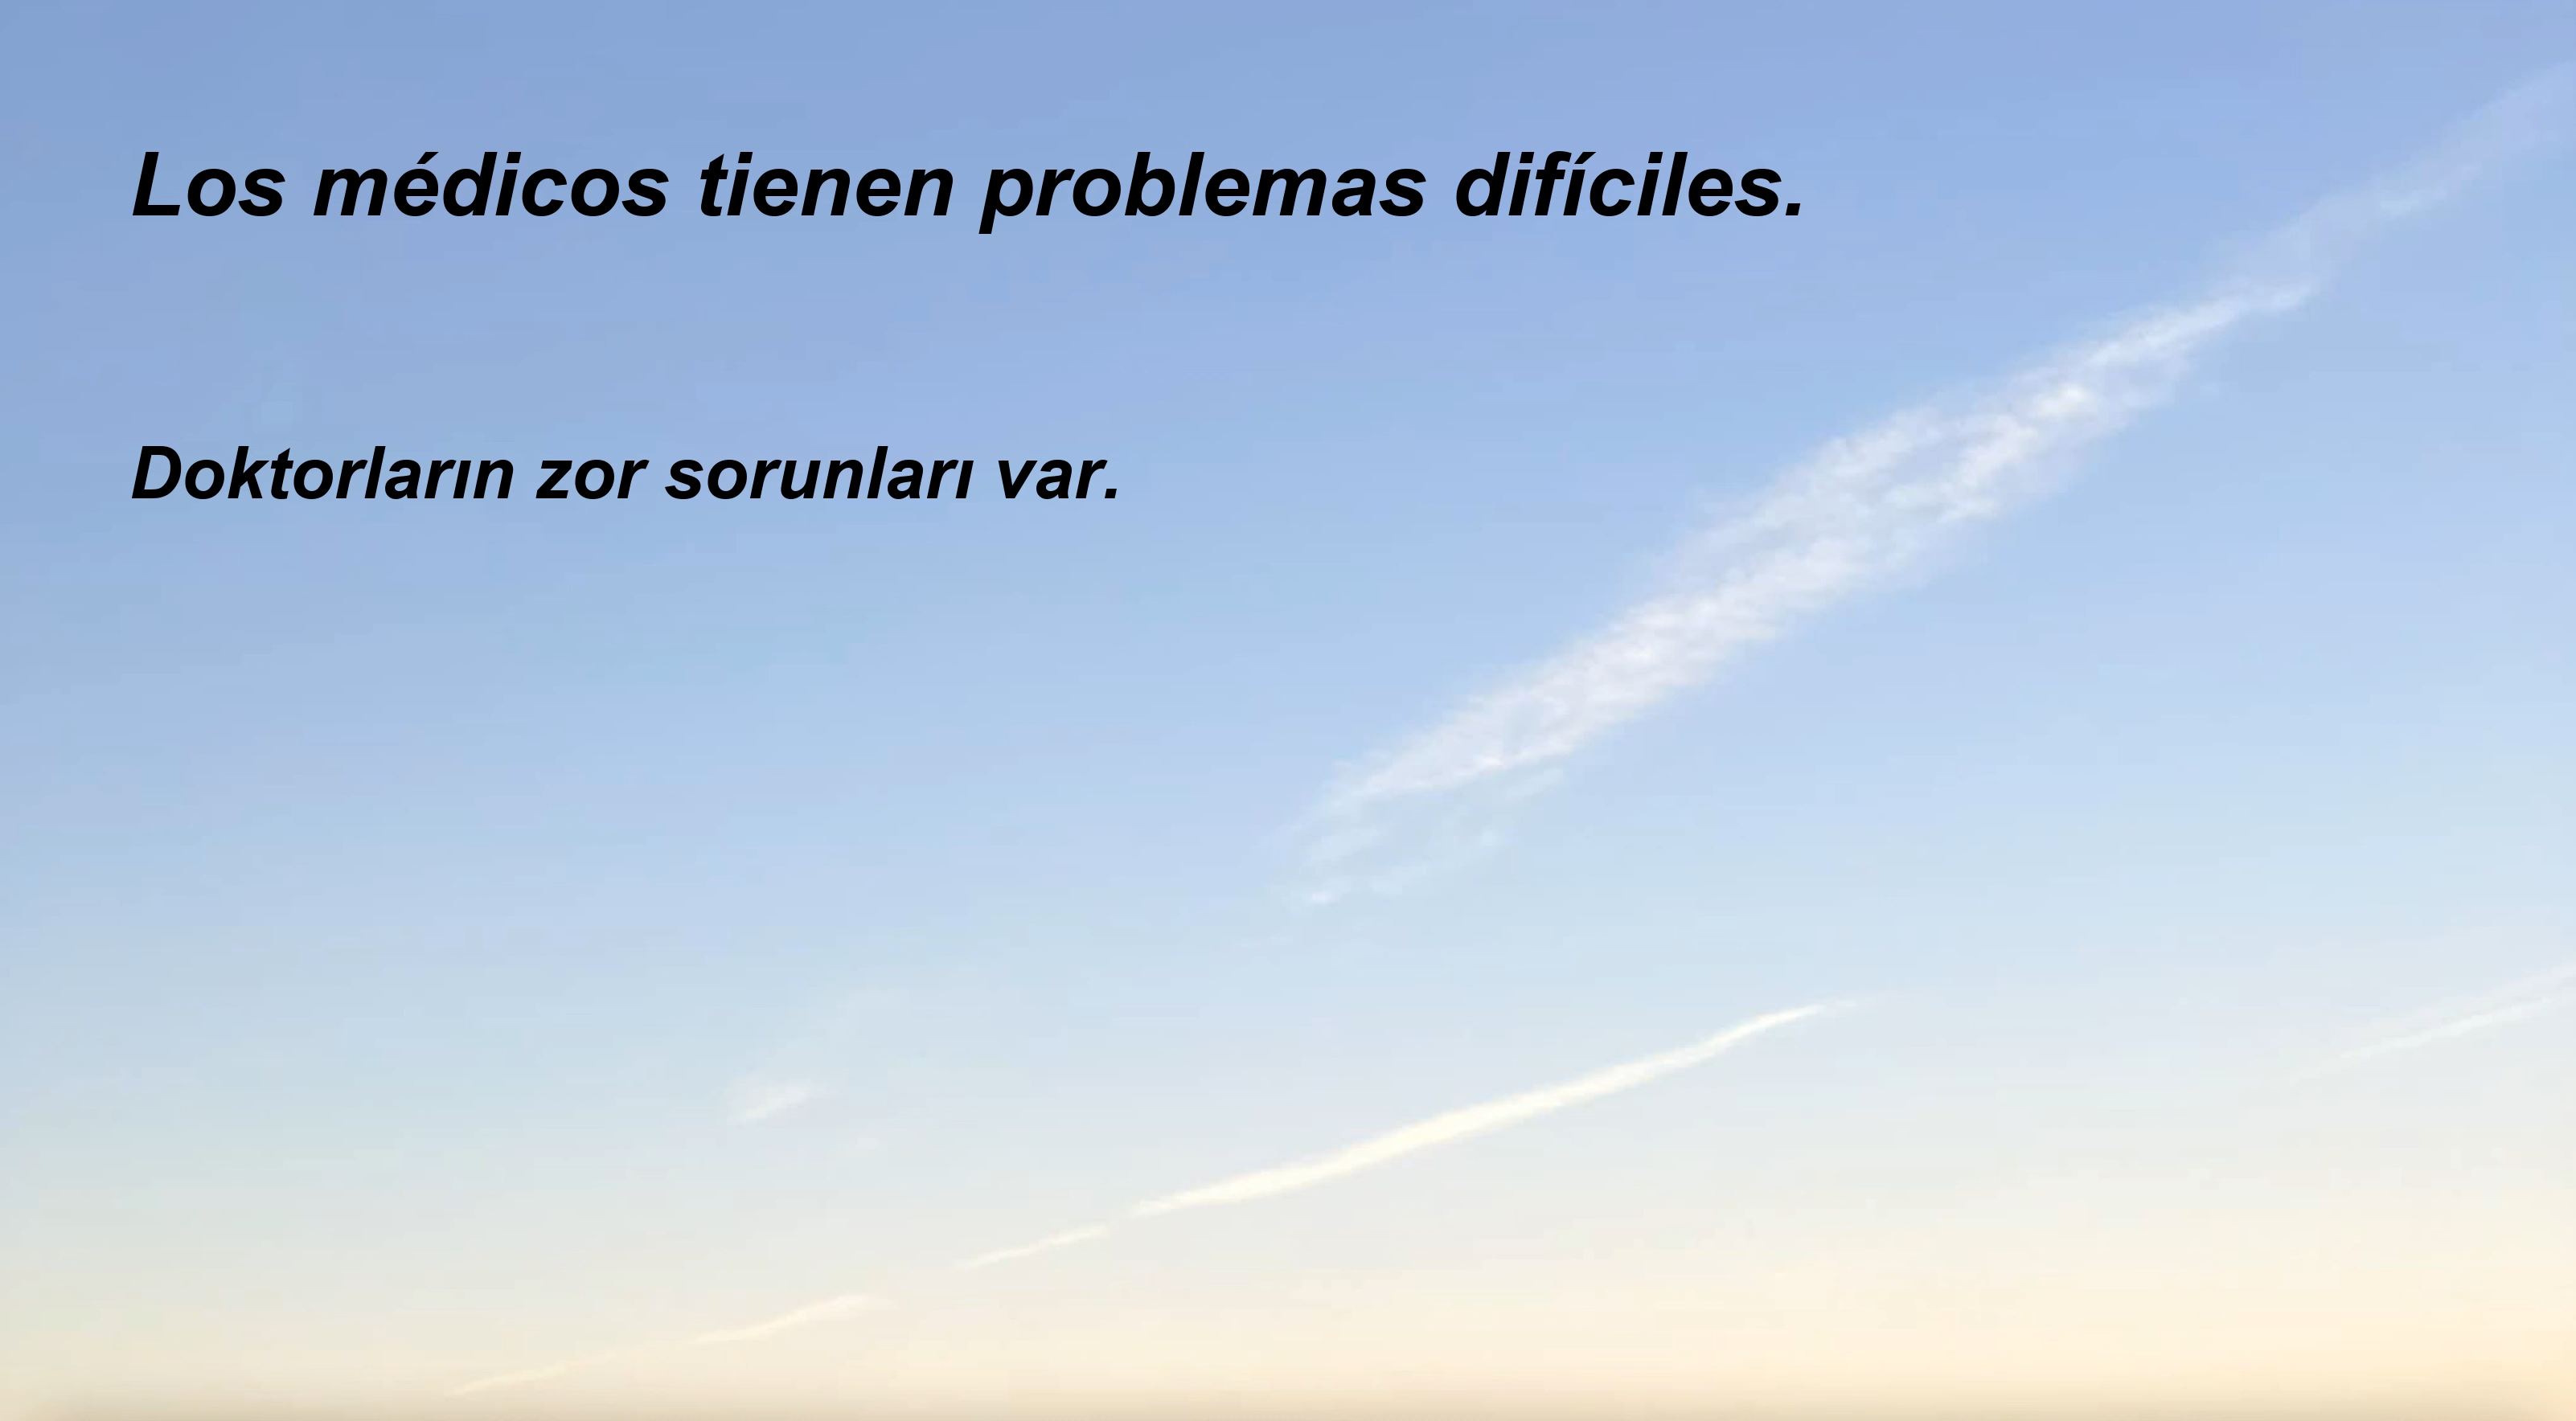 Los médicos tienen problemas difíciles.
Doktorların zor sorunları var.